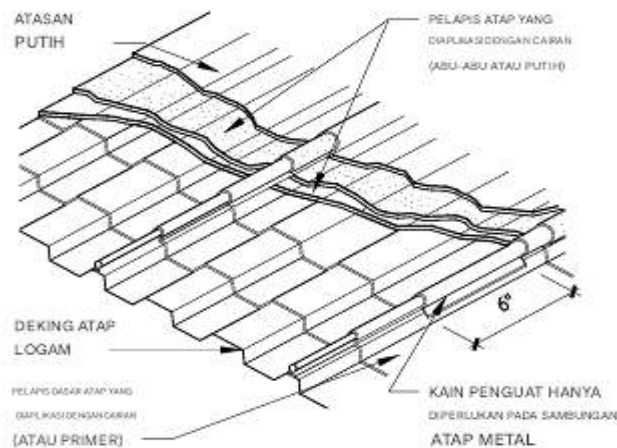 ATASAN
PUTIH
PELAPIS ATAP YANG
DIAPLIKASI DENGAN CAIRAN
(ABU-ABU ATAU PUTIH)
6"
DEKING ATAP
LOGAM
PELAPIS DASAR ATAP YANG
DIAPLIKASI DENGAN CAIRAN
(ATAU PRIMER)
KAIN PENGUAT HANYA
DIPERLUKAN PADA SAMBUNGAN
ATAP METAL